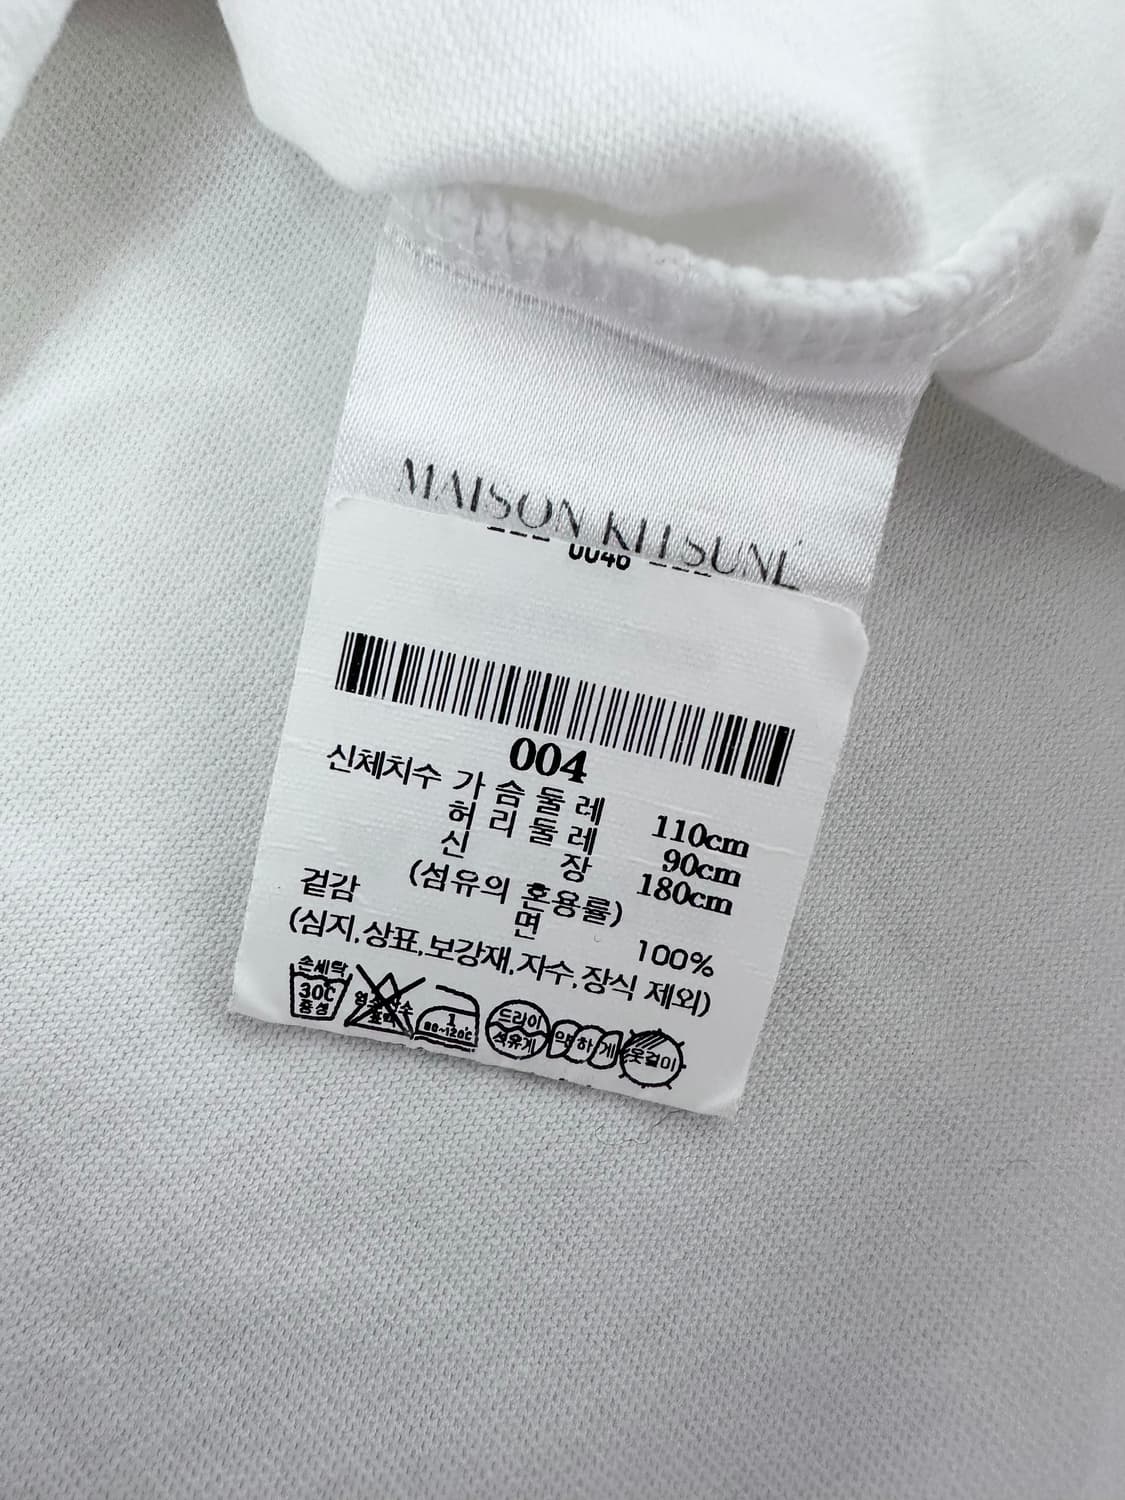 MAISON KITSUNÉ
--- 0046 ---
004
신체치수 가슴둘레 110cm
허리둘레 90cm
신장 180cm
(섬유의 혼용률)
겉감 면 100%
(심지,상표,보강재,자수,장식 제외)
손세탁 30℃ 중성
1 80~120℃
드라이 석유계
약하게
옷걸이